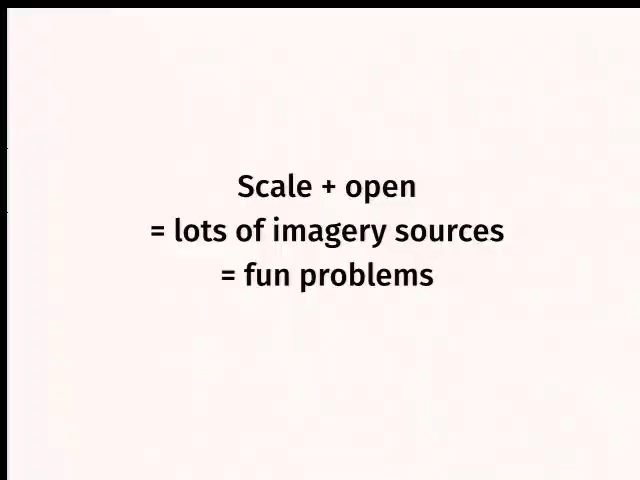 Scale + open
= lots of imagery sources
= fun problems